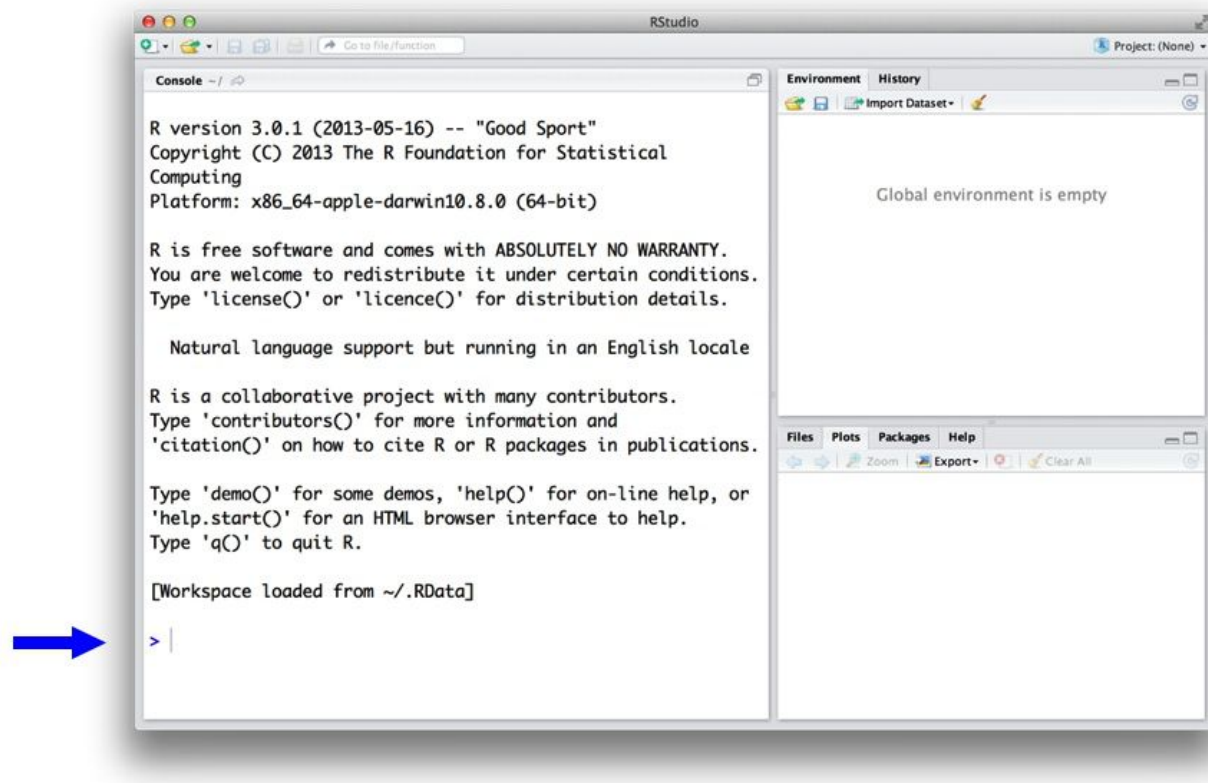 RStudio
Go to file/function
Project: (None)
Console ~/
R version 3.0.1 (2013-05-16) -- "Good Sport"
Copyright (C) 2013 The R Foundation for Statistical
Computing
Platform: x86_64-apple-darwin10.8.0 (64-bit)
R is free software and comes with ABSOLUTELY NO WARRANTY.
You are welcome to redistribute it under certain conditions.
Type 'license()' or 'licence()' for distribution details.
Natural language support but running in an English locale
R is a collaborative project with many contributors.
Type 'contributors()' for more information and
'citation()' on how to cite R or R packages in publications.
Type 'demo()' for some demos, 'help()' for on-line help, or
'help.start()' for an HTML browser interface to help.
Type 'q()' to quit R.
[Workspace loaded from ~/.RData]
>
Environment History
Import Dataset
Global environment is empty
Files Plots Packages Help
Zoom Export Clear All